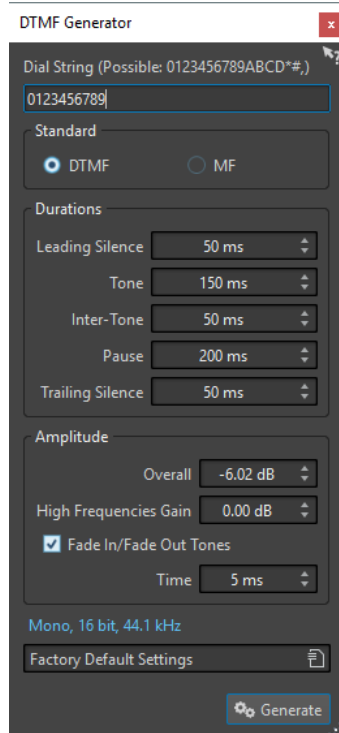 DTMF Generator
x
Dial String (Possible: 0123456789ABCD*#,)
?
0123456789
Standard
DTMF MF
Durations
Leading Silence 50 ms
Tone 150 ms
Inter-Tone 50 ms
Pause 200 ms
Trailing Silence 50 ms
Amplitude
Overall -6.02 dB
High Frequencies Gain 0.00 dB
Fade In/Fade Out Tones
Time 5 ms
Mono, 16 bit, 44.1 kHz
Factory Default Settings
Generate